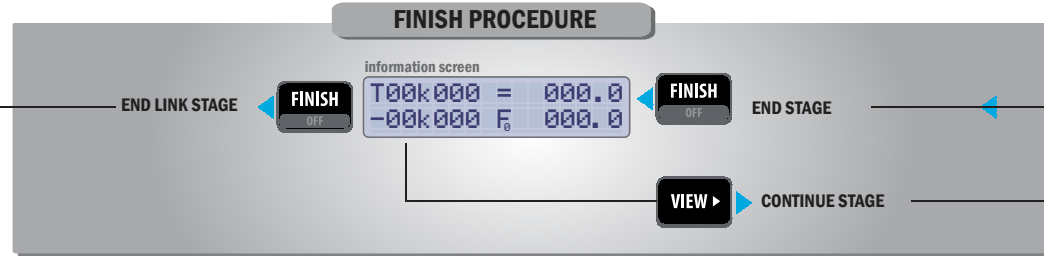 FINISH PROCEDURE
information screen
END LINK STAGE
FINISH
OFF
T00k000 = 000.0
-00k000 F0 000.0
FINISH
OFF
END STAGE
VIEW ▸
CONTINUE STAGE